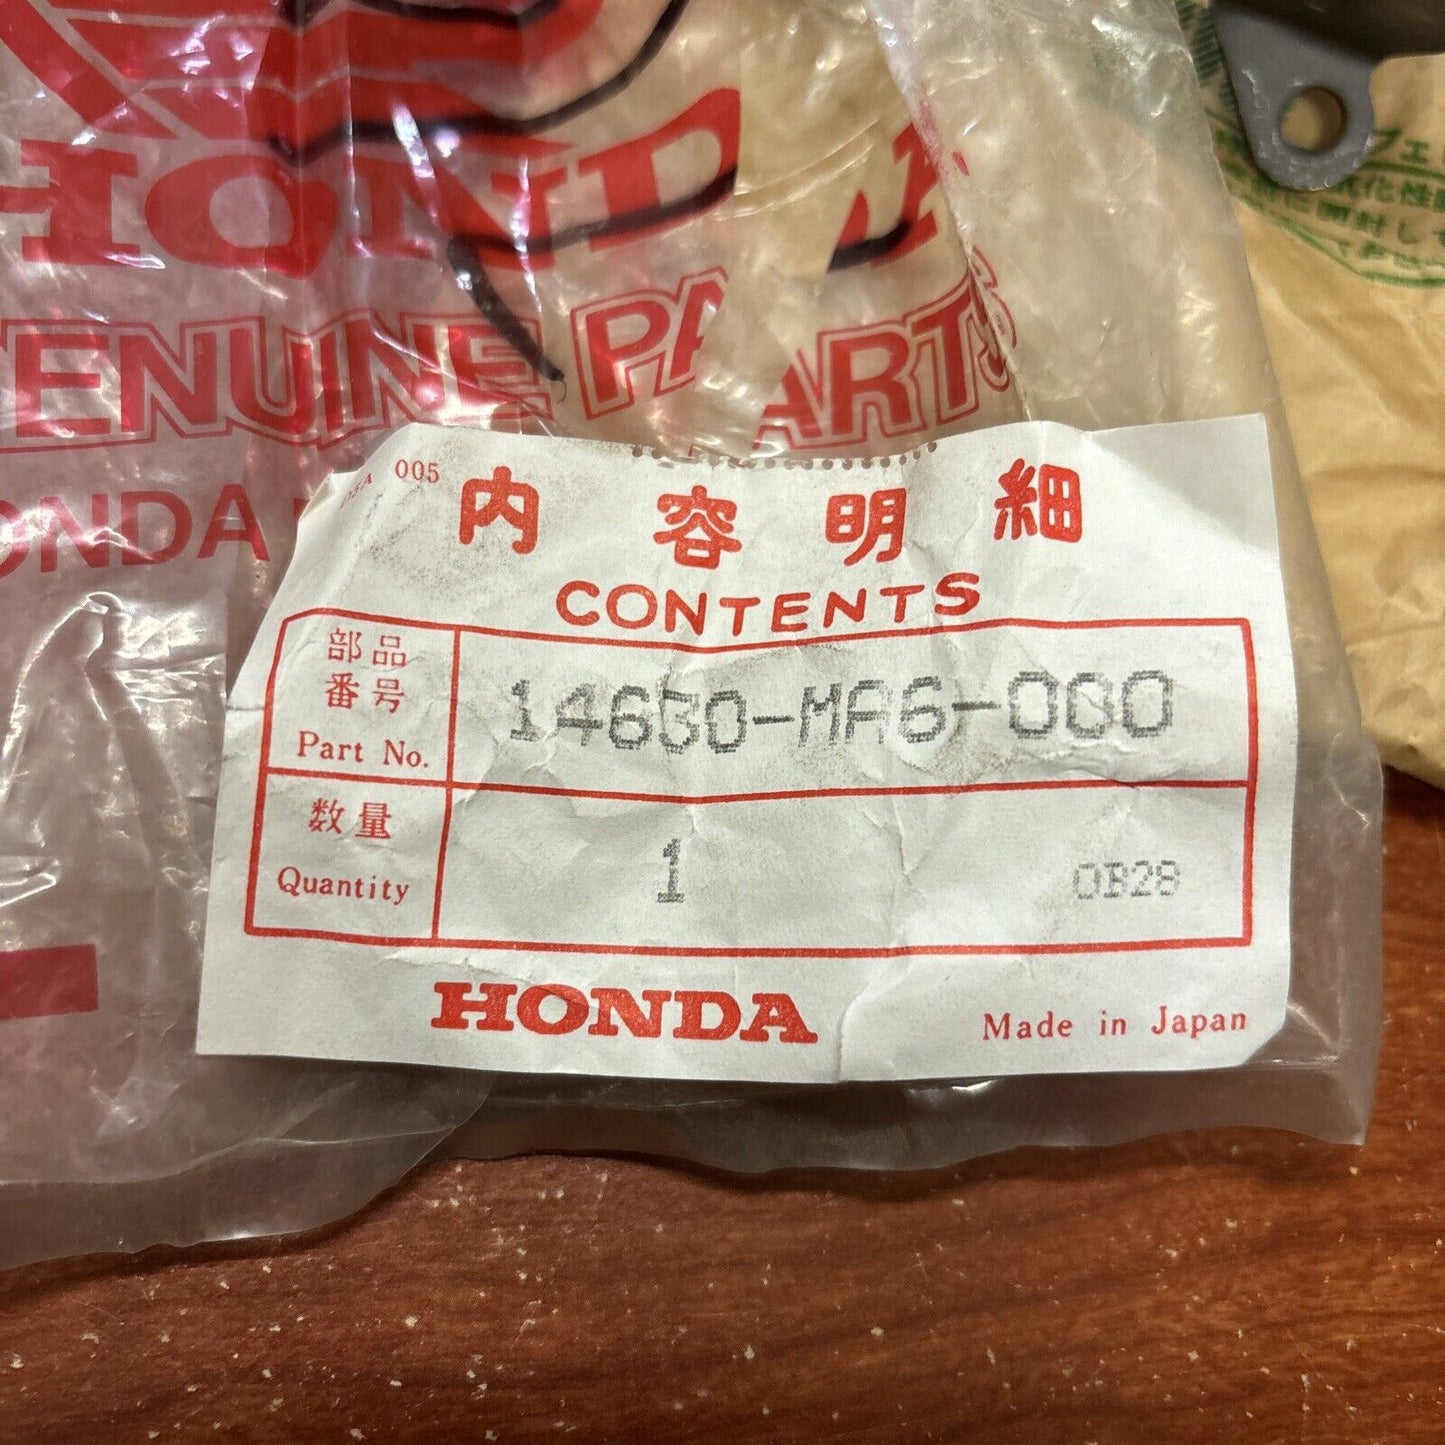 HONDA
GENUINE PARTS
HONDA
005
内容明細
CONTENTS
部品
番号
Part No.
14630-MA6-000
数量
Quantity
1
0B28
HONDA
Made in Japan